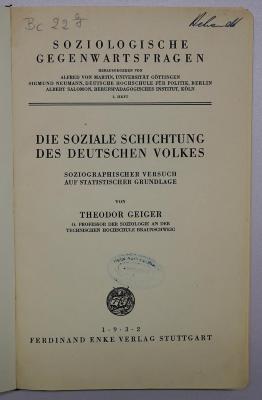 Bc 22
SOZIOLOGISCHE
GEGENWARTSFRAGEN
HERAUSGEGEBEN VON
ALFRED VON MARTIN, UNIVERSITÄT GÖTTINGEN
SIGMUND NEUMANN, DEUTSCHE HOCHSCHULE FÜR POLITIK, BERLIN
ALBERT SALOMON, BERUFSPÄDAGOGISCHES INSTITUT, KÖLN
1. HEFT
DIE SOZIALE SCHICHTUNG
DES DEUTSCHEN VOLKES
SOZIOGRAPHISCHER VERSUCH
AUF STATISTISCHER GRUNDLAGE
VON
THEODOR GEIGER
O. PROFESSOR DER SOZIOLOGIE AN DER
TECHNISCHEN HOCHSCHULE BRAUNSCHWEIG
1 - 9 - 3 - 2
FERDINAND ENKE VERLAG STUTTGART